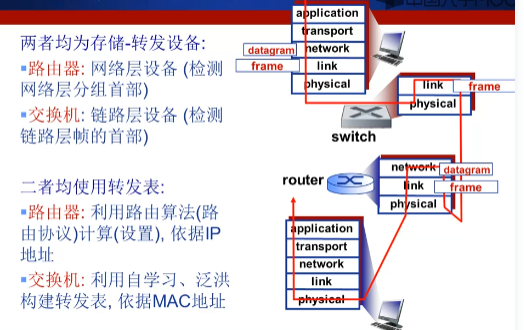 两者均为存储-转发设备:
▪路由器: 网络层设备 (检测
网络层分组首部)
▪交换机: 链路层设备 (检测
链路层帧的首部)
二者均使用转发表:
▪路由器: 利用路由算法(路
由协议)计算(设置), 依据IP
地址
▪交换机: 利用自学习、泛洪
构建转发表, 依据MAC地址
application
transport
datagram
network
frame
link
physical
link
frame
physical
switch
router
network
datagram
link
frame
physical
application
transport
network
link
physical